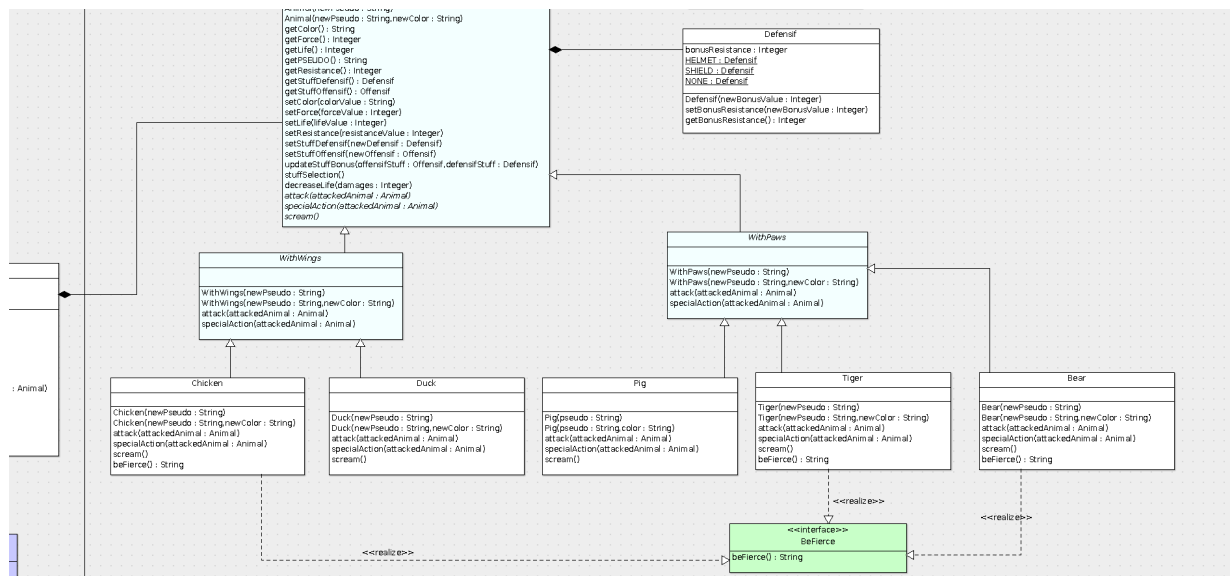 Animal(newPseudo : String)
Animal(newPseudo : String,newColor : String)
getColor() : String
getForce() : Integer
getLife() : Integer
getPSEUDO() : String
getResistance() : Integer
getStuffDefensif() : Defensif
getStuffOffensif() : Offensif
setColor(colorValue : String)
setForce(forceValue : Integer)
setLife(lifeValue : Integer)
setResistance(resistanceValue : Integer)
setStuffDefensif(newDefensif : Defensif)
setStuffOffensif(newOffensif : Offensif)
updateStuffBonus(offensifStuff : Offensif,defensifStuff : Defensif)
stuffSelection()
decreaseLife(damages : Integer)
attack(attackedAnimal : Animal)
specialAction(attackedAnimal : Animal)
scream()
Defensif
bonusResistance : Integer
HELMET : Defensif
SHIELD : Defensif
NONE : Defensif
Defensif(newBonusValue : Integer)
setBonusResistance(newBonusValue : Integer)
getBonusResistance() : Integer
WithWings
WithWings(newPseudo : String)
WithWings(newPseudo : String,newColor : String)
attack(attackedAnimal : Animal)
specialAction(attackedAnimal : Animal)
WithPaws
WithPaws(newPseudo : String)
WithPaws(newPseudo : String,newColor : String)
attack(attackedAnimal : Animal)
specialAction(attackedAnimal : Animal)
: Animal)
Chicken
Chicken(newPseudo : String)
Chicken(newPseudo : String,newColor : String)
attack(attackedAnimal : Animal)
specialAction(attackedAnimal : Animal)
scream()
beFierce() : String
Duck
Duck(newPseudo : String)
Duck(newPseudo : String,newColor : String)
attack(attackedAnimal : Animal)
specialAction(attackedAnimal : Animal)
scream()
Pig
Pig(pseudo : String)
Pig(pseudo : String,color : String)
attack(attackedAnimal : Animal)
specialAction(attackedAnimal : Animal)
scream()
Tiger
Tiger(newPseudo : String)
Tiger(newPseudo : String,newColor : String)
attack(attackedAnimal : Animal)
specialAction(attackedAnimal : Animal)
scream()
beFierce() : String
Bear
Bear(newPseudo : String)
Bear(newPseudo : String,newColor : String)
attack(attackedAnimal : Animal)
specialAction(attackedAnimal : Animal)
scream()
beFierce() : String
<<realize>>
<<realize>>
<<realize>>
<<interface>>
BeFierce
beFierce() : String